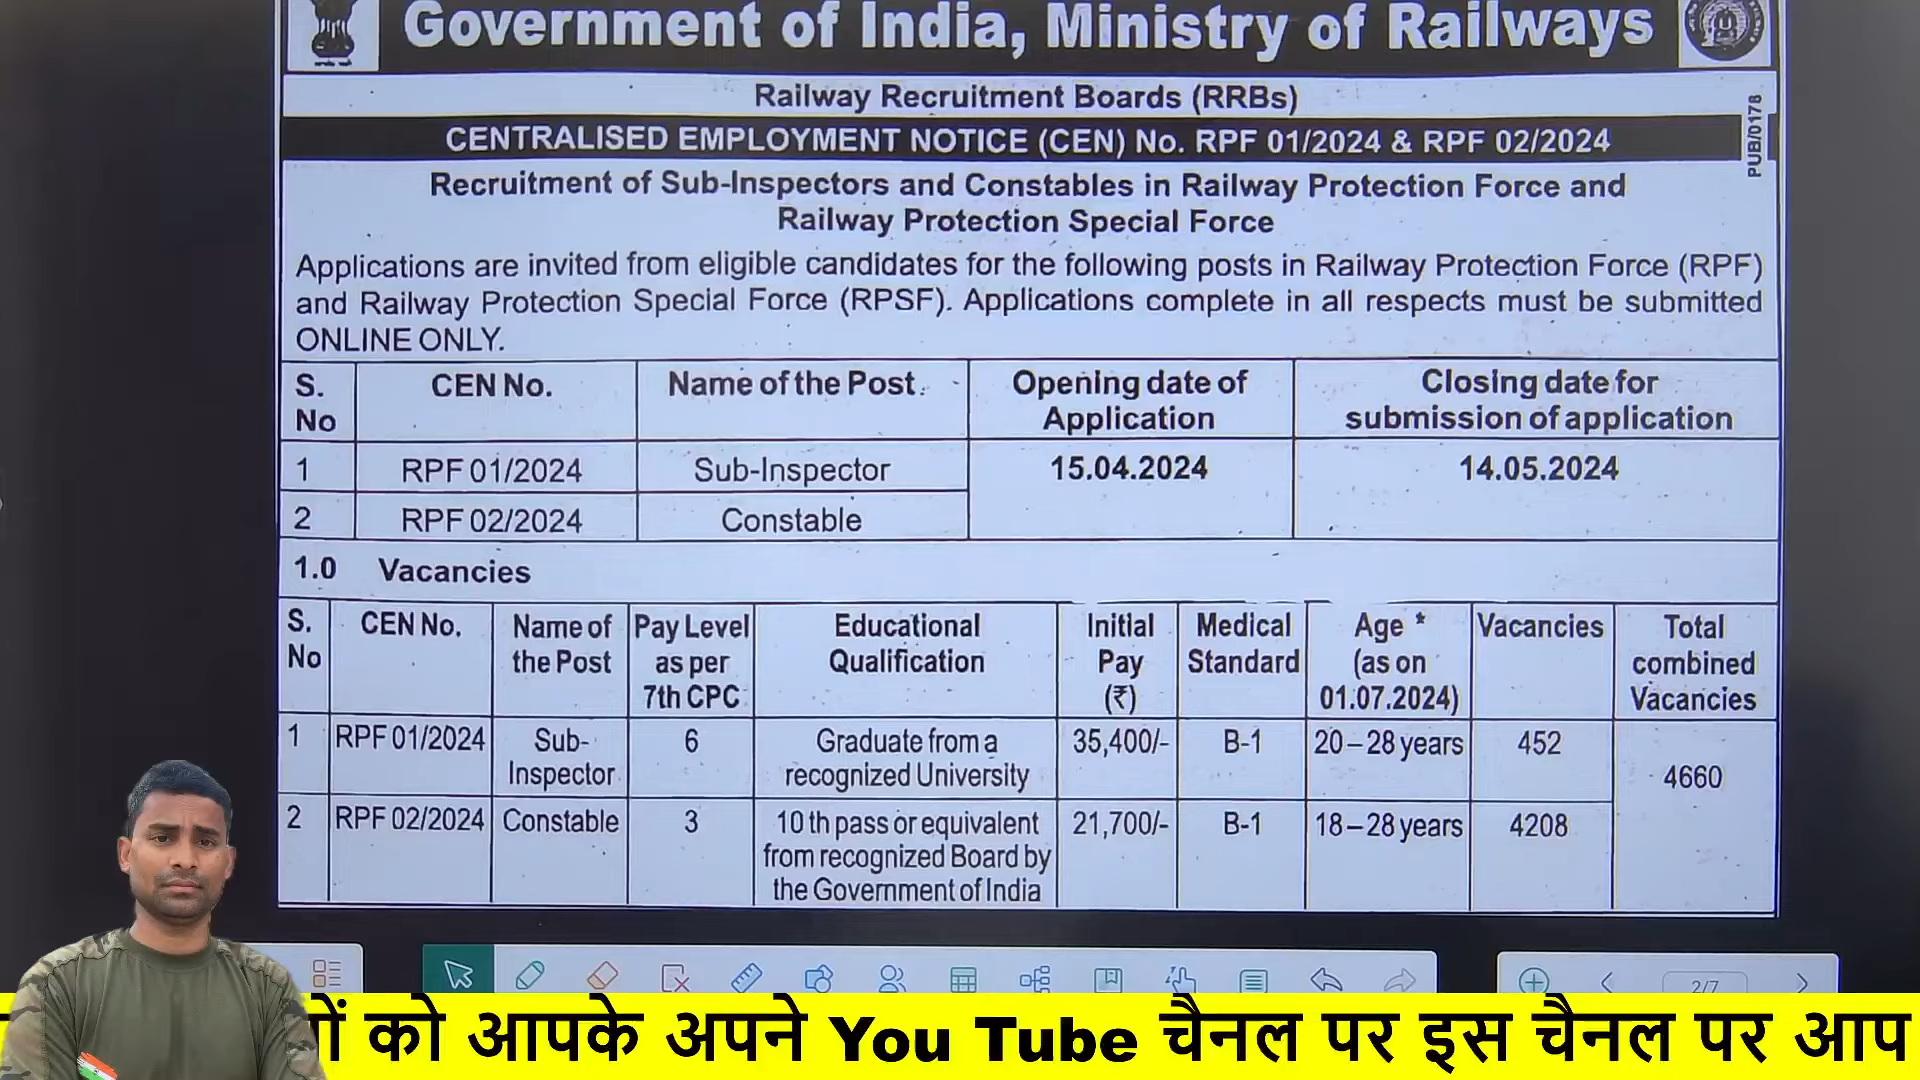 Government of India, Ministry of Railways
Railway Recruitment Boards (RRBs)
PUB/0178
CENTRALISED EMPLOYMENT NOTICE (CEN) No. RPF 01/2024 & RPF 02/2024
Recruitment of Sub-Inspectors and Constables in Railway Protection Force and
Railway Protection Special Force
Applications are invited from eligible candidates for the following posts in Railway Protection Force (RPF)
and Railway Protection Special Force (RPSF). Applications complete in all respects must be submitted
ONLINE ONLY.
S. No CEN No. Name of the Post Opening date of Application Closing date for submission of application
1 RPF 01/2024 Sub-Inspector 15.04.2024 14.05.2024
2 RPF 02/2024 Constable
1.0 Vacancies
S. No CEN No. Name of the Post Pay Level as per 7th CPC Educational Qualification Initial Pay (₹) Medical Standard Age * (as on 01.07.2024) Vacancies Total combined Vacancies
1 RPF 01/2024 Sub-Inspector 6 Graduate from a recognized University 35,400/- B-1 20–28 years 452 4660
2 RPF 02/2024 Constable 3 10 th pass or equivalent from recognized Board by the Government of India 21,700/- B-1 18–28 years 4208
2/7
को आपके अपने You Tube चैनल पर इस चैनल पर आप